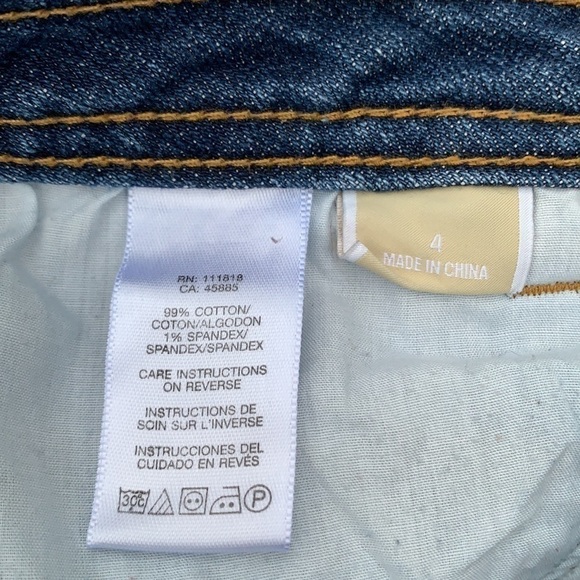 RN: 111818
CA: 45885
99% COTTON/
COTON/ALGODON
1% SPANDEX/
SPANDEX/SPANDEX
CARE INSTRUCTIONS
ON REVERSE
INSTRUCTIONS DE
SOIN SUR L'INVERSE
INSTRUCCIONES DEL
CUIDADO EN REVÉS
30C P
4
MADE IN CHINA